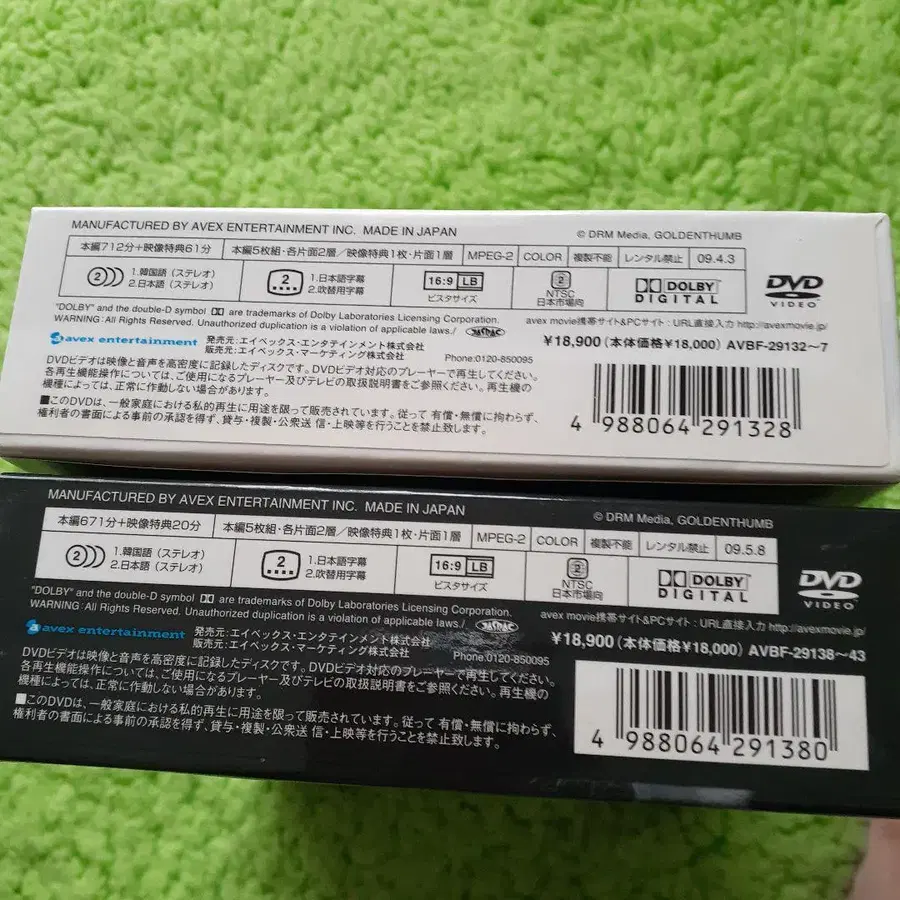 MANUFACTURED BY AVEX ENTERTAINMENT INC. MADE IN JAPAN
© DRM Media, GOLDENTHUMB
本編712分+映像特典61分 本編5枚組・各片面2層/映像特典1枚・片面1層 MPEG-2 COLOR 複製不能 レンタル禁止 09.4.3
2 1.韓国語(ステレオ) 2 1.日本語字幕 16:9 LB 2 DOLBY DVD
2.日本語(ステレオ) 2.吹替用字幕 ビスタサイズ NTSC 日本市場向 DIGITAL VIDEO
"DOLBY" and the double-D symbol are trademarks of Dolby Laboratories Licensing Corporation.
avex movie携帯サイト&PCサイト:URL直接入力 http://avexmovie.jp/
WARNING: All Rights Reserved. Unauthorized duplication is a violation of applicable laws./ JASRAC
¥18,900(本体価格¥18,000) AVBF-29132~7
avex entertainment 発売元:エイベックス・エンタテインメント株式会社
販売元:エイベックス・マーケティング株式会社 Phone:0120-850095
DVDビデオは映像と音声を高密度に記録したディスクです。DVDビデオ対応のプレーヤーで再生してください。
各再生機能操作については、ご使用になるプレーヤー及びテレビの取扱説明書をご参照ください。再生機の
機種によっては、正常に作動しない場合があります。
■このDVDは、一般家庭における私的再生に用途を限って販売されています。従って 有償・無償に拘わらず、
権利者の書面による事前の承認を得ず、貸与・複製・公衆送 信・上映等を行うことを禁止致します。
4 988064 291328
MANUFACTURED BY AVEX ENTERTAINMENT INC. MADE IN JAPAN
© DRM Media, GOLDENTHUMB
本編671分+映像特典20分 本編5枚組・各片面2層/映像特典1枚・片面1層 MPEG-2 COLOR 複製不能 レンタル禁止 09.5.8
2 1.韓国語(ステレオ) 2 1.日本語字幕 16:9 LB 2 DOLBY DVD
2.日本語(ステレオ) 2.吹替用字幕 ビスタサイズ NTSC 日本市場向 DIGITAL VIDEO
"DOLBY" and the double-D symbol are trademarks of Dolby Laboratories Licensing Corporation.
avex movie携帯サイト&PCサイト:URL直接入力 http://avexmovie.jp/
WARNING: All Rights Reserved. Unauthorized duplication is a violation of applicable laws./ JASRAC
¥18,900(本体価格¥18,000) AVBF-29138~43
avex entertainment 発売元:エイベックス・エンタテインメント株式会社
販売元:エイベックス・マーケティング株式会社 Phone:0120-850095
DVDビデオは映像と音声を高密度に記録したディスクです。DVDビデオ対応のプレーヤーで再生してください。
各再生機能操作については、ご使用になるプレーヤー及びテレビの取扱説明書をご参照ください。再生機の
機種によっては、正常に作動しない場合があります。
■このDVDは、一般家庭における私的再生に用途を限って販売されています。従って 有償・無償に拘わらず、
権利者の書面による事前の承認を得ず、貸与・複製・公衆送 信・上映等を行うことを禁止致します。
4 988064 291380